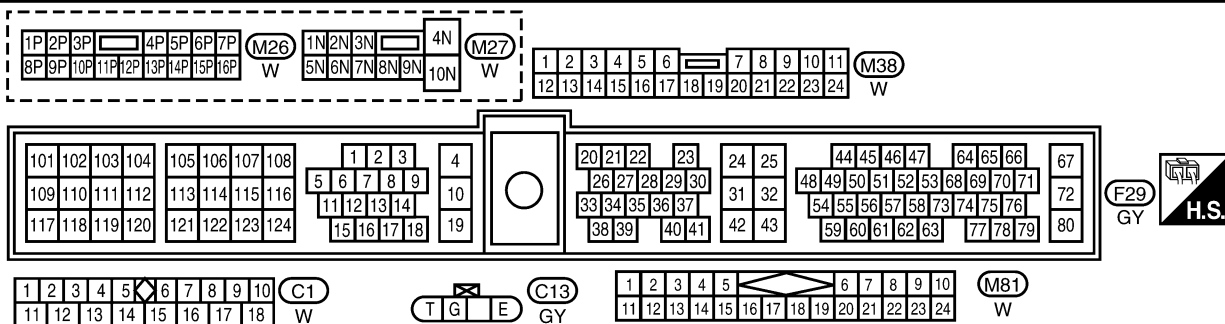 1P 2P 3P 4P 5P 6P 7P M26
8P 9P 10P 11P 12P 13P 14P 15P 16P W
1N 2N 3N 4N M27
5N 6N 7N 8N 9N 10N W
1 2 3 4 5 6 7 8 9 10 11 M38
12 13 14 15 16 17 18 19 20 21 22 23 24 W
101 102 103 104 105 106 107 108
109 110 111 112 113 114 115 116
117 118 119 120 121 122 123 124
1 2 3 4
5 6 7 8 9 10
11 12 13 14
15 16 17 18 19
20 21 22 23 24 25
26 27 28 29 30 31 32
33 34 35 36 37
38 39 40 41 42 43
44 45 46 47 64 65 66 67
48 49 50 51 52 53 68 69 70 71 72
54 55 56 57 58 73 74 75 76
59 60 61 62 63 77 78 79 80
F29
GY
H.S.
1 2 3 4 5 6 7 8 9 10 C1
11 12 13 14 15 16 17 18 W
T G E C13
GY
1 2 3 4 5 6 7 8 9 10 M81
11 12 13 14 15 16 17 18 19 20 21 22 23 24 W